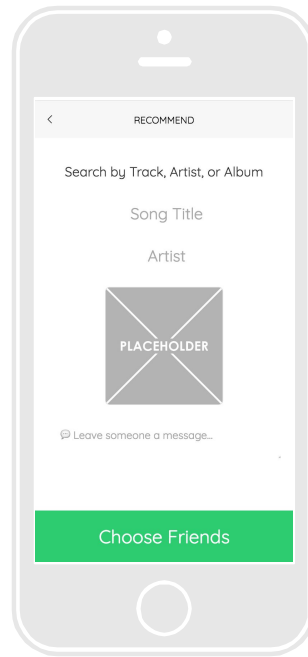 RECOMMEND
Search by Track, Artist, or Album
Song Title
Artist
PLACEHOLDER
Leave someone a message...
Choose Friends